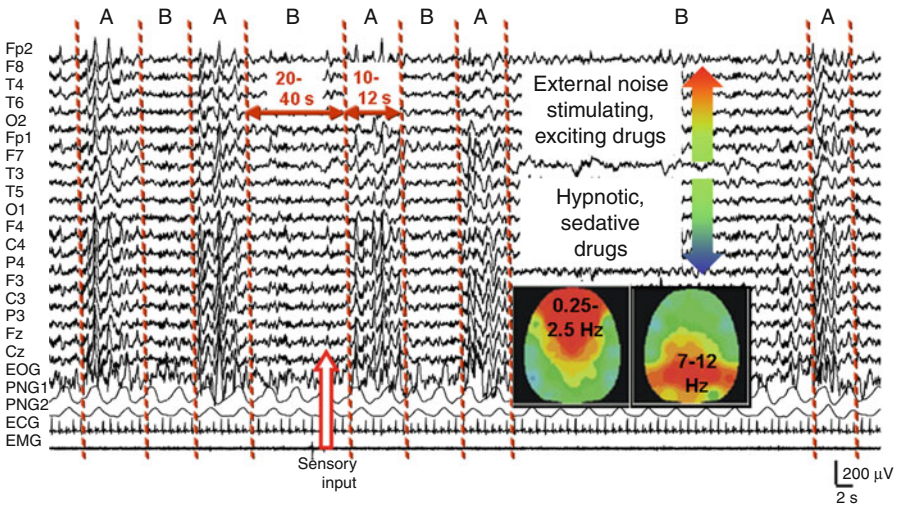 A B A B A B A B A
Fp2
F8
T4
T6
O2
Fp1
F7
T3
T5
O1
F4
C4
P4
F3
C3
P3
Fz
Cz
EOG
PNG1
PNG2
ECG
EMG
20-
40 s
10-
12 s
External noise
stimulating,
exciting drugs
Hypnotic,
sedative
drugs
0.25-
2.5 Hz
7-12
Hz
Sensory
input
200 μV
2 s